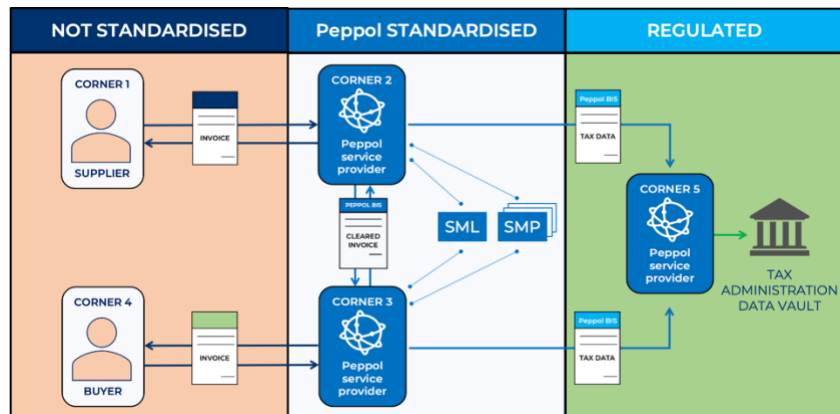 NOT STANDARDISED
Peppol STANDARDISED
REGULATED
CORNER 1
SUPPLIER
INVOICE
CORNER 2
Peppol
service
provider
Peppol BIS
TAX DATA
PEPPOL BIS
CLEARED
INVOICE
SML
SMP
CORNER 5
Peppol
service
provider
TAX
ADMINISTRATION
DATA VAULT
CORNER 4
BUYER
INVOICE
CORNER 3
Peppol
service
provider
Peppol BIS
TAX DATA